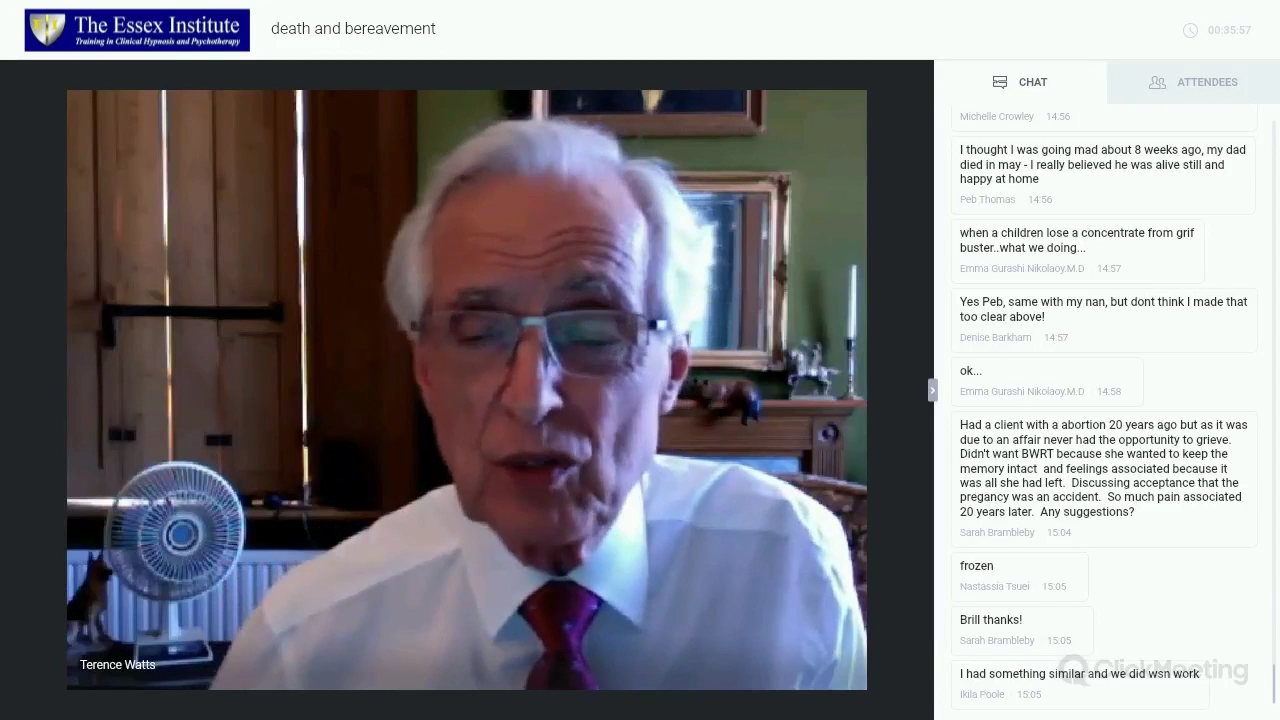 The Essex Institute
Training in Clinical Hypnosis and Psychotherapy
death and bereavement
00:35:57
CHAT
ATTENDEES
Michelle Crowley 14:56
I thought I was going mad about 8 weeks ago, my dad
died in may - I really believed he was alive still and
happy at home
Peb Thomas 14:56
when a children lose a concentrate from grif
buster..what we doing...
Emma Gurashi Nikolaoy.M.D 14:57
Yes Peb, same with my nan, but dont think I made that
too clear above!
Denise Barkham 14:57
ok...
Emma Gurashi Nikolaoy.M.D 14:58
Had a client with a abortion 20 years ago but as it was
due to an affair never had the opportunity to grieve.
Didn't want BWRT because she wanted to keep the
memory intact and feelings associated because it
was all she had left. Discussing acceptance that the
pregancy was an accident. So much pain associated
20 years later. Any suggestions?
Sarah Brambleby 15:04
frozen
Nastassia Tsuei 15:05
Brill thanks!
Sarah Brambleby 15:05
I had something similar and we did wsn work
Ikila Poole 15:05
ClickMeeting
Terence Watts